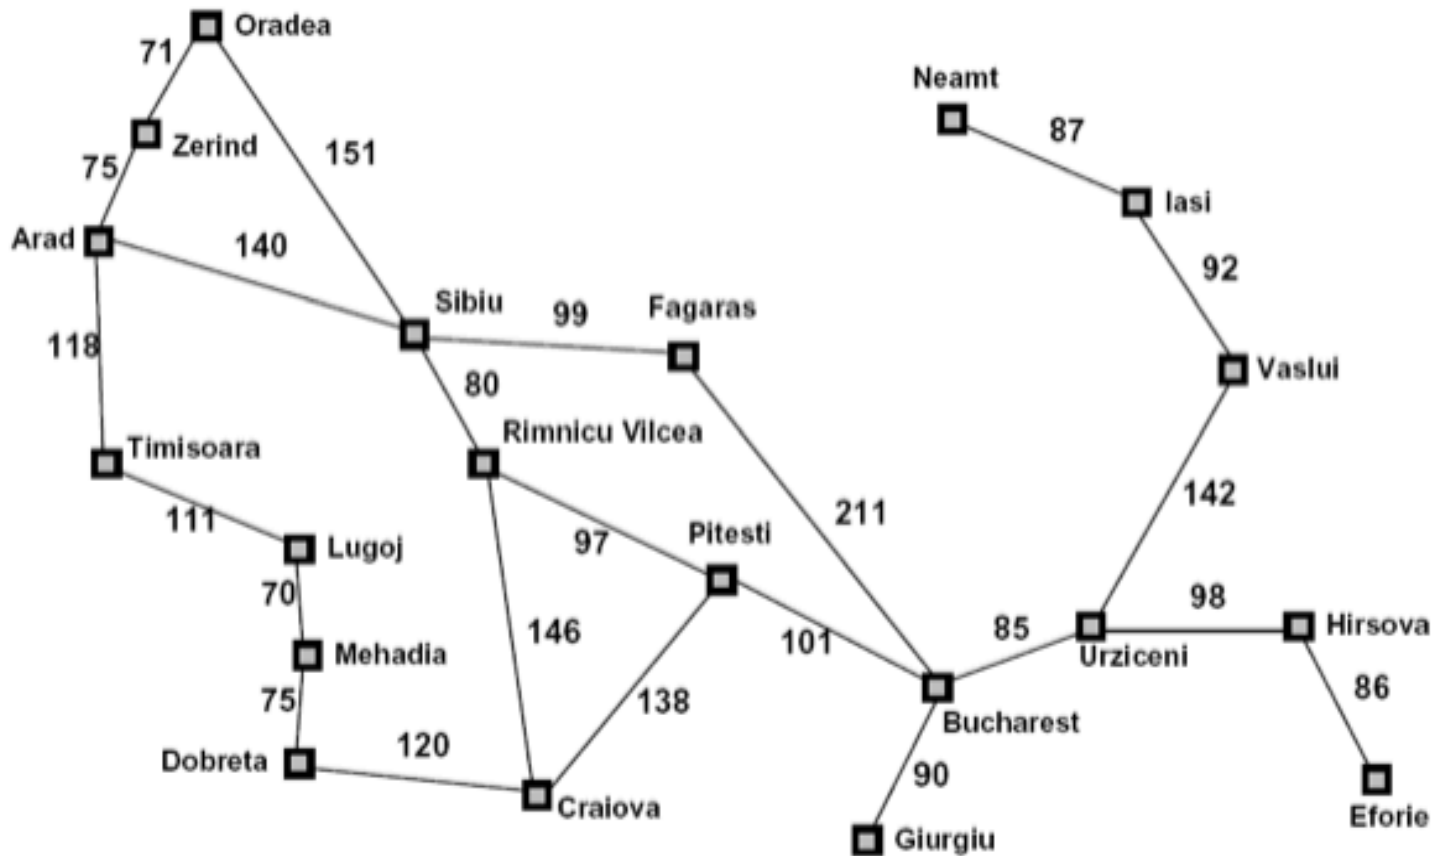 Oradea
71
Neamt
87
Zerind
151
75
Iasi
Arad
140
92
Sibiu
99
Fagaras
118
Vaslui
80
Rimnicu Vilcea
Timisoara
142
211
111
Pitesti
97
Lugoj
70
98
146
101
85
Hirsova
Mehadia
Urziceni
75
138
86
Bucharest
120
Dobreta
90
Craiova
Eforie
Giurgiu